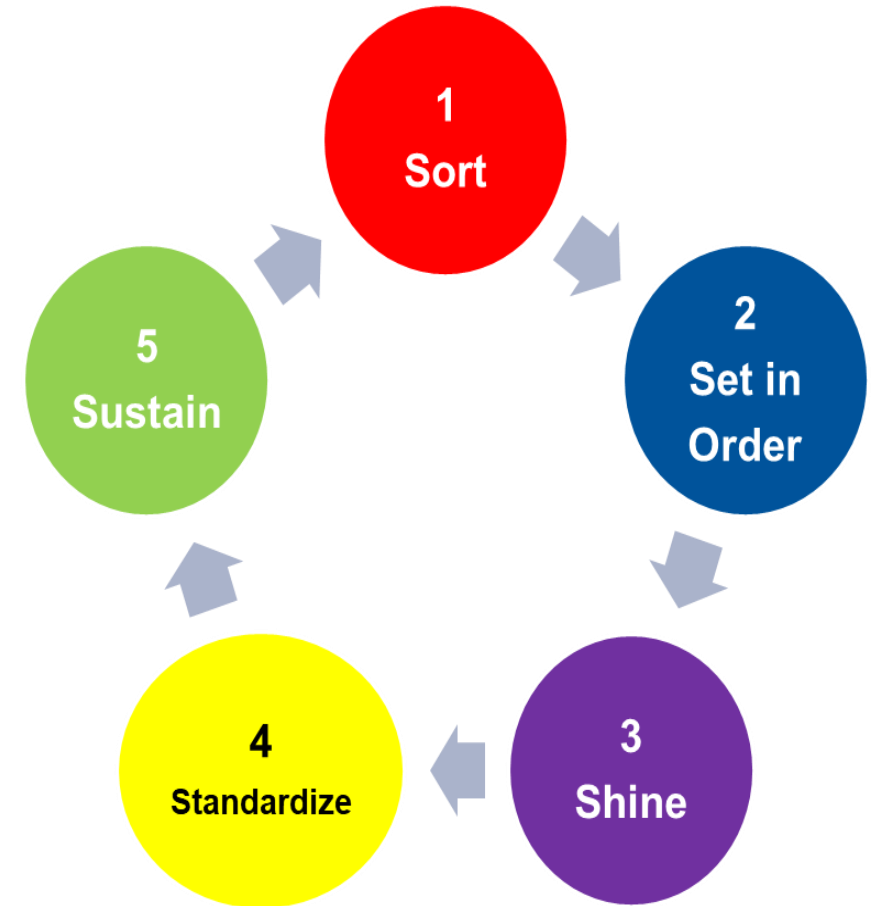 1
Sort
2
Set in
Order
3
Shine
4
Standardize
5
Sustain